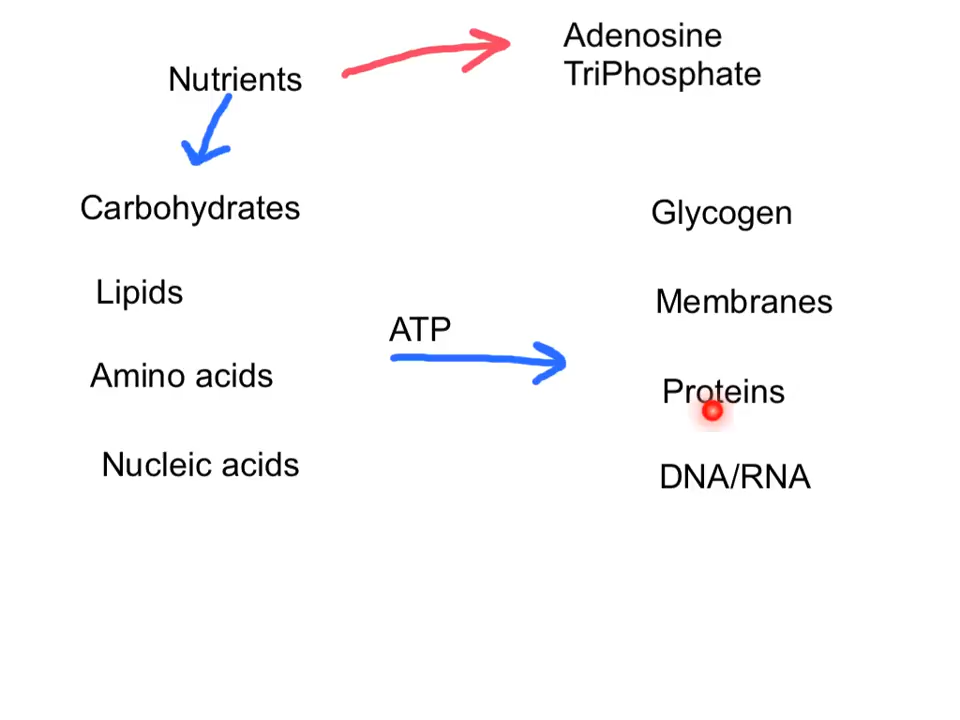 Adenosine
TriPhosphate
Nutrients
Carbohydrates
Glycogen
Lipids
Membranes
ATP
Amino acids
Proteins
Nucleic acids
DNA/RNA